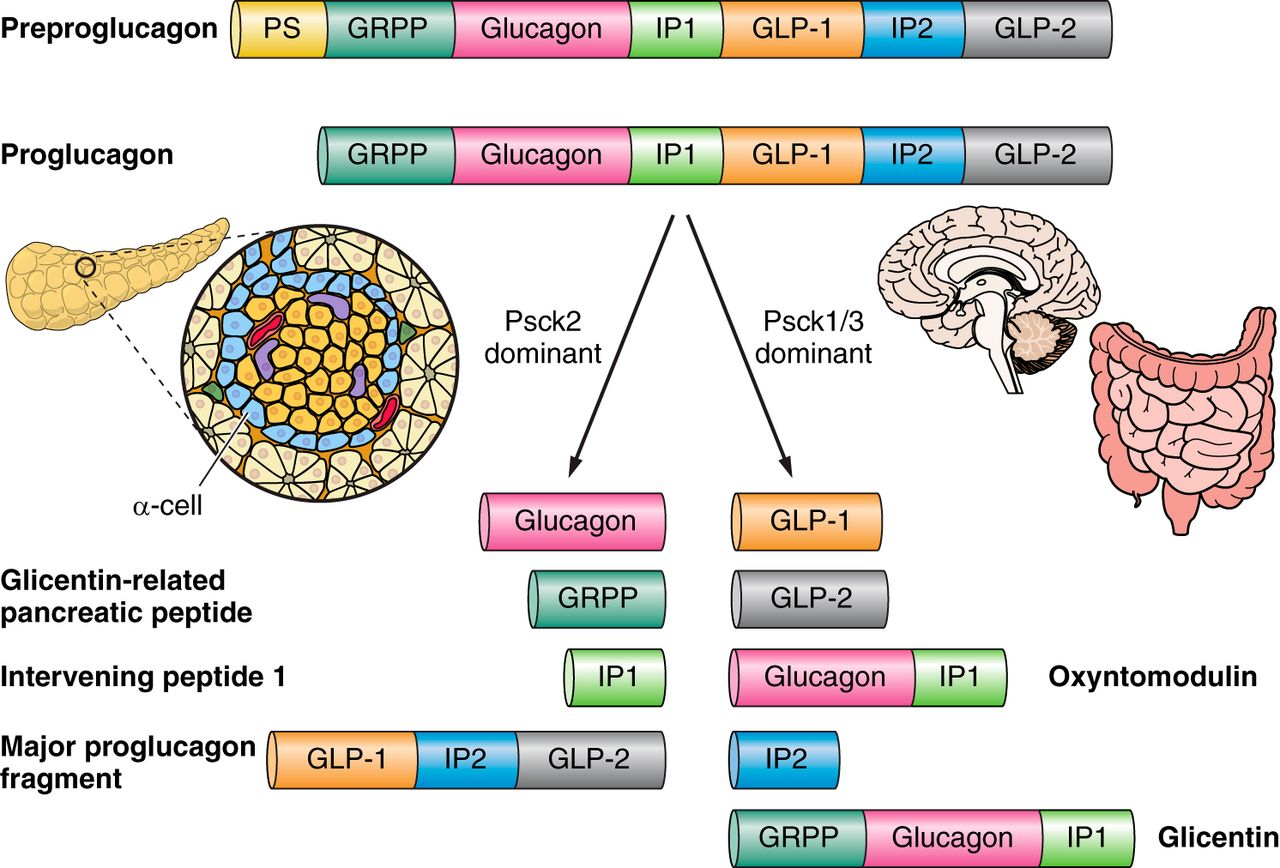 Preproglucagon PS GRPP Glucagon IP1 GLP-1 IP2 GLP-2
Proglucagon GRPP Glucagon IP1 GLP-1 IP2 GLP-2
Psck2
dominant
Psck1/3
dominant
α-cell
Glucagon GLP-1
Glicentin-related
pancreatic peptide
GRPP GLP-2
Intervening peptide 1 IP1 Glucagon IP1 Oxyntomodulin
Major proglucagon
fragment
GLP-1 IP2 GLP-2 IP2
GRPP Glucagon IP1 Glicentin